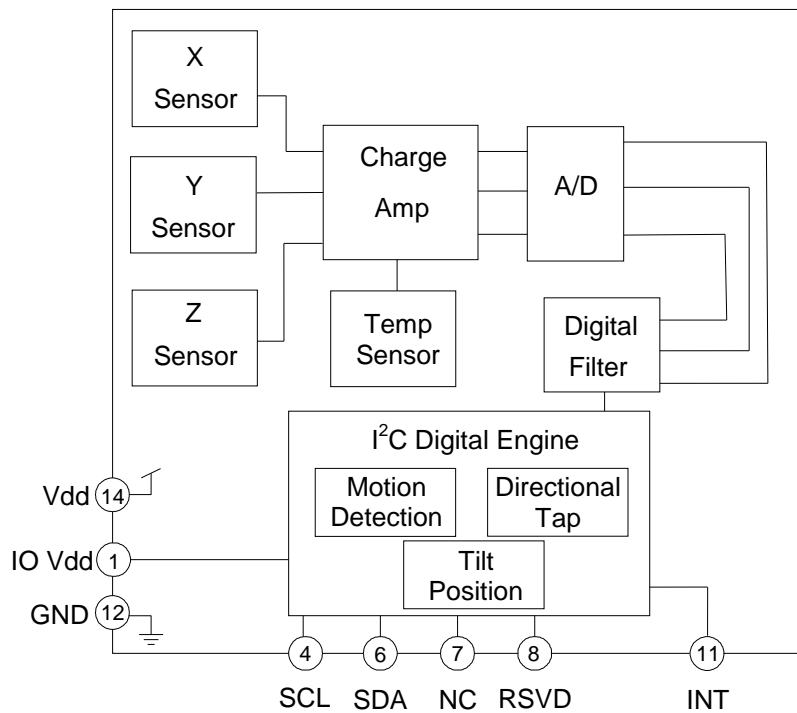 X
Sensor
Y
Sensor
Z
Sensor
Charge
Amp
A/D
Temp
Sensor
Digital
Filter
I²C Digital Engine
Motion
Detection
Directional
Tap
Tilt
Position
Vdd 14
IO Vdd 1
GND 12
4 6 7 8 11
SCL SDA NC RSVD INT